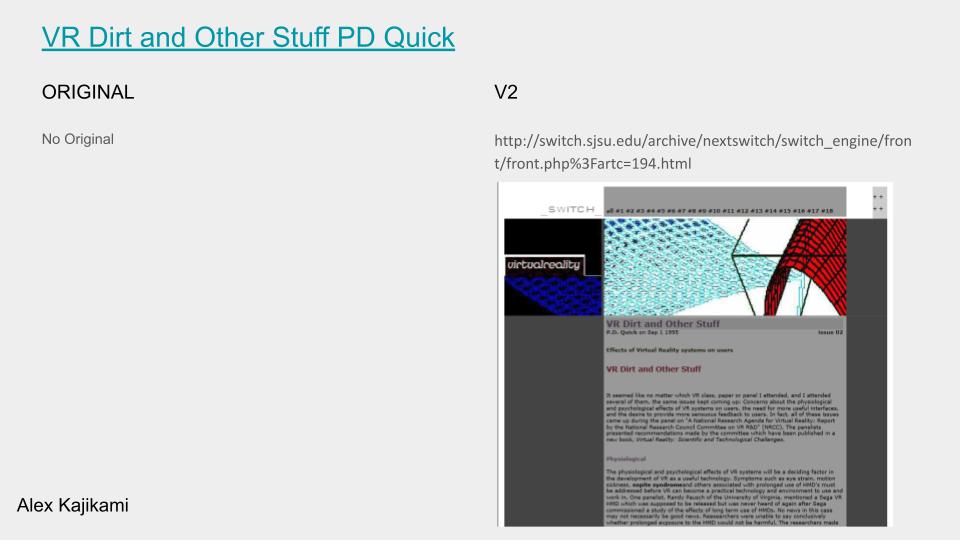 VR Dirt and Other Stuff PD Quick
ORIGINAL
V2
No Original
http://switch.sjsu.edu/archive/nextswitch/switch_engine/fron
t/front.php%3Fartc=194.html
_SWITCH_
all #1 #2 #3 #4 #5 #6 #7 #8 #9 #10 #11 #12 #13 #14 #15 #16 #17 #18
++
++
virtualreality
VR Dirt and Other Stuff
P.D. Quick on Sep 1 1995
Issue 02
Effects of Virtual Reality systems on users
VR Dirt and Other Stuff
It seemed like no matter which VR class, paper or panel I attended, and I attended
several of them, the same issues kept coming up: Concerns about the physiological
and psychological effects of VR systems on users, the need for more useful interfaces,
and the desire to provide more sensuous feedback to users. In fact, all of these issues
came up during the panel on "A National Research Agenda for Virtual Reality: Report
by the National Research Council Committee on VR R&D" (NRCC), The panelists
presented recommendations made by the committee which have been published in a
new book, Virtual Reality: Scientific and Technological Challenges.
Physiological
The physiological and psychological effects of VR systems will be a deciding factor in
the development of VR as a useful technology. Symptoms such as eye strain, motion
sickness, sopite syndromeand others associated with prolonged use of HMD's must
be addressed before VR can become a practical technology and environment to use and
work in. One panelist, Randy Pausch of the University of Virginia, mentioned a Sega VR
HMD which was supposed to be released but was never heard of again after Sega
commissioned a study of the effects of long term use of HMDs. No news in this case
may not necessarily be good news. Reasearchers were unable to say conclusively
whether prolonged exposure to the HMD would not be harmful. The researchers made
Alex Kajikami